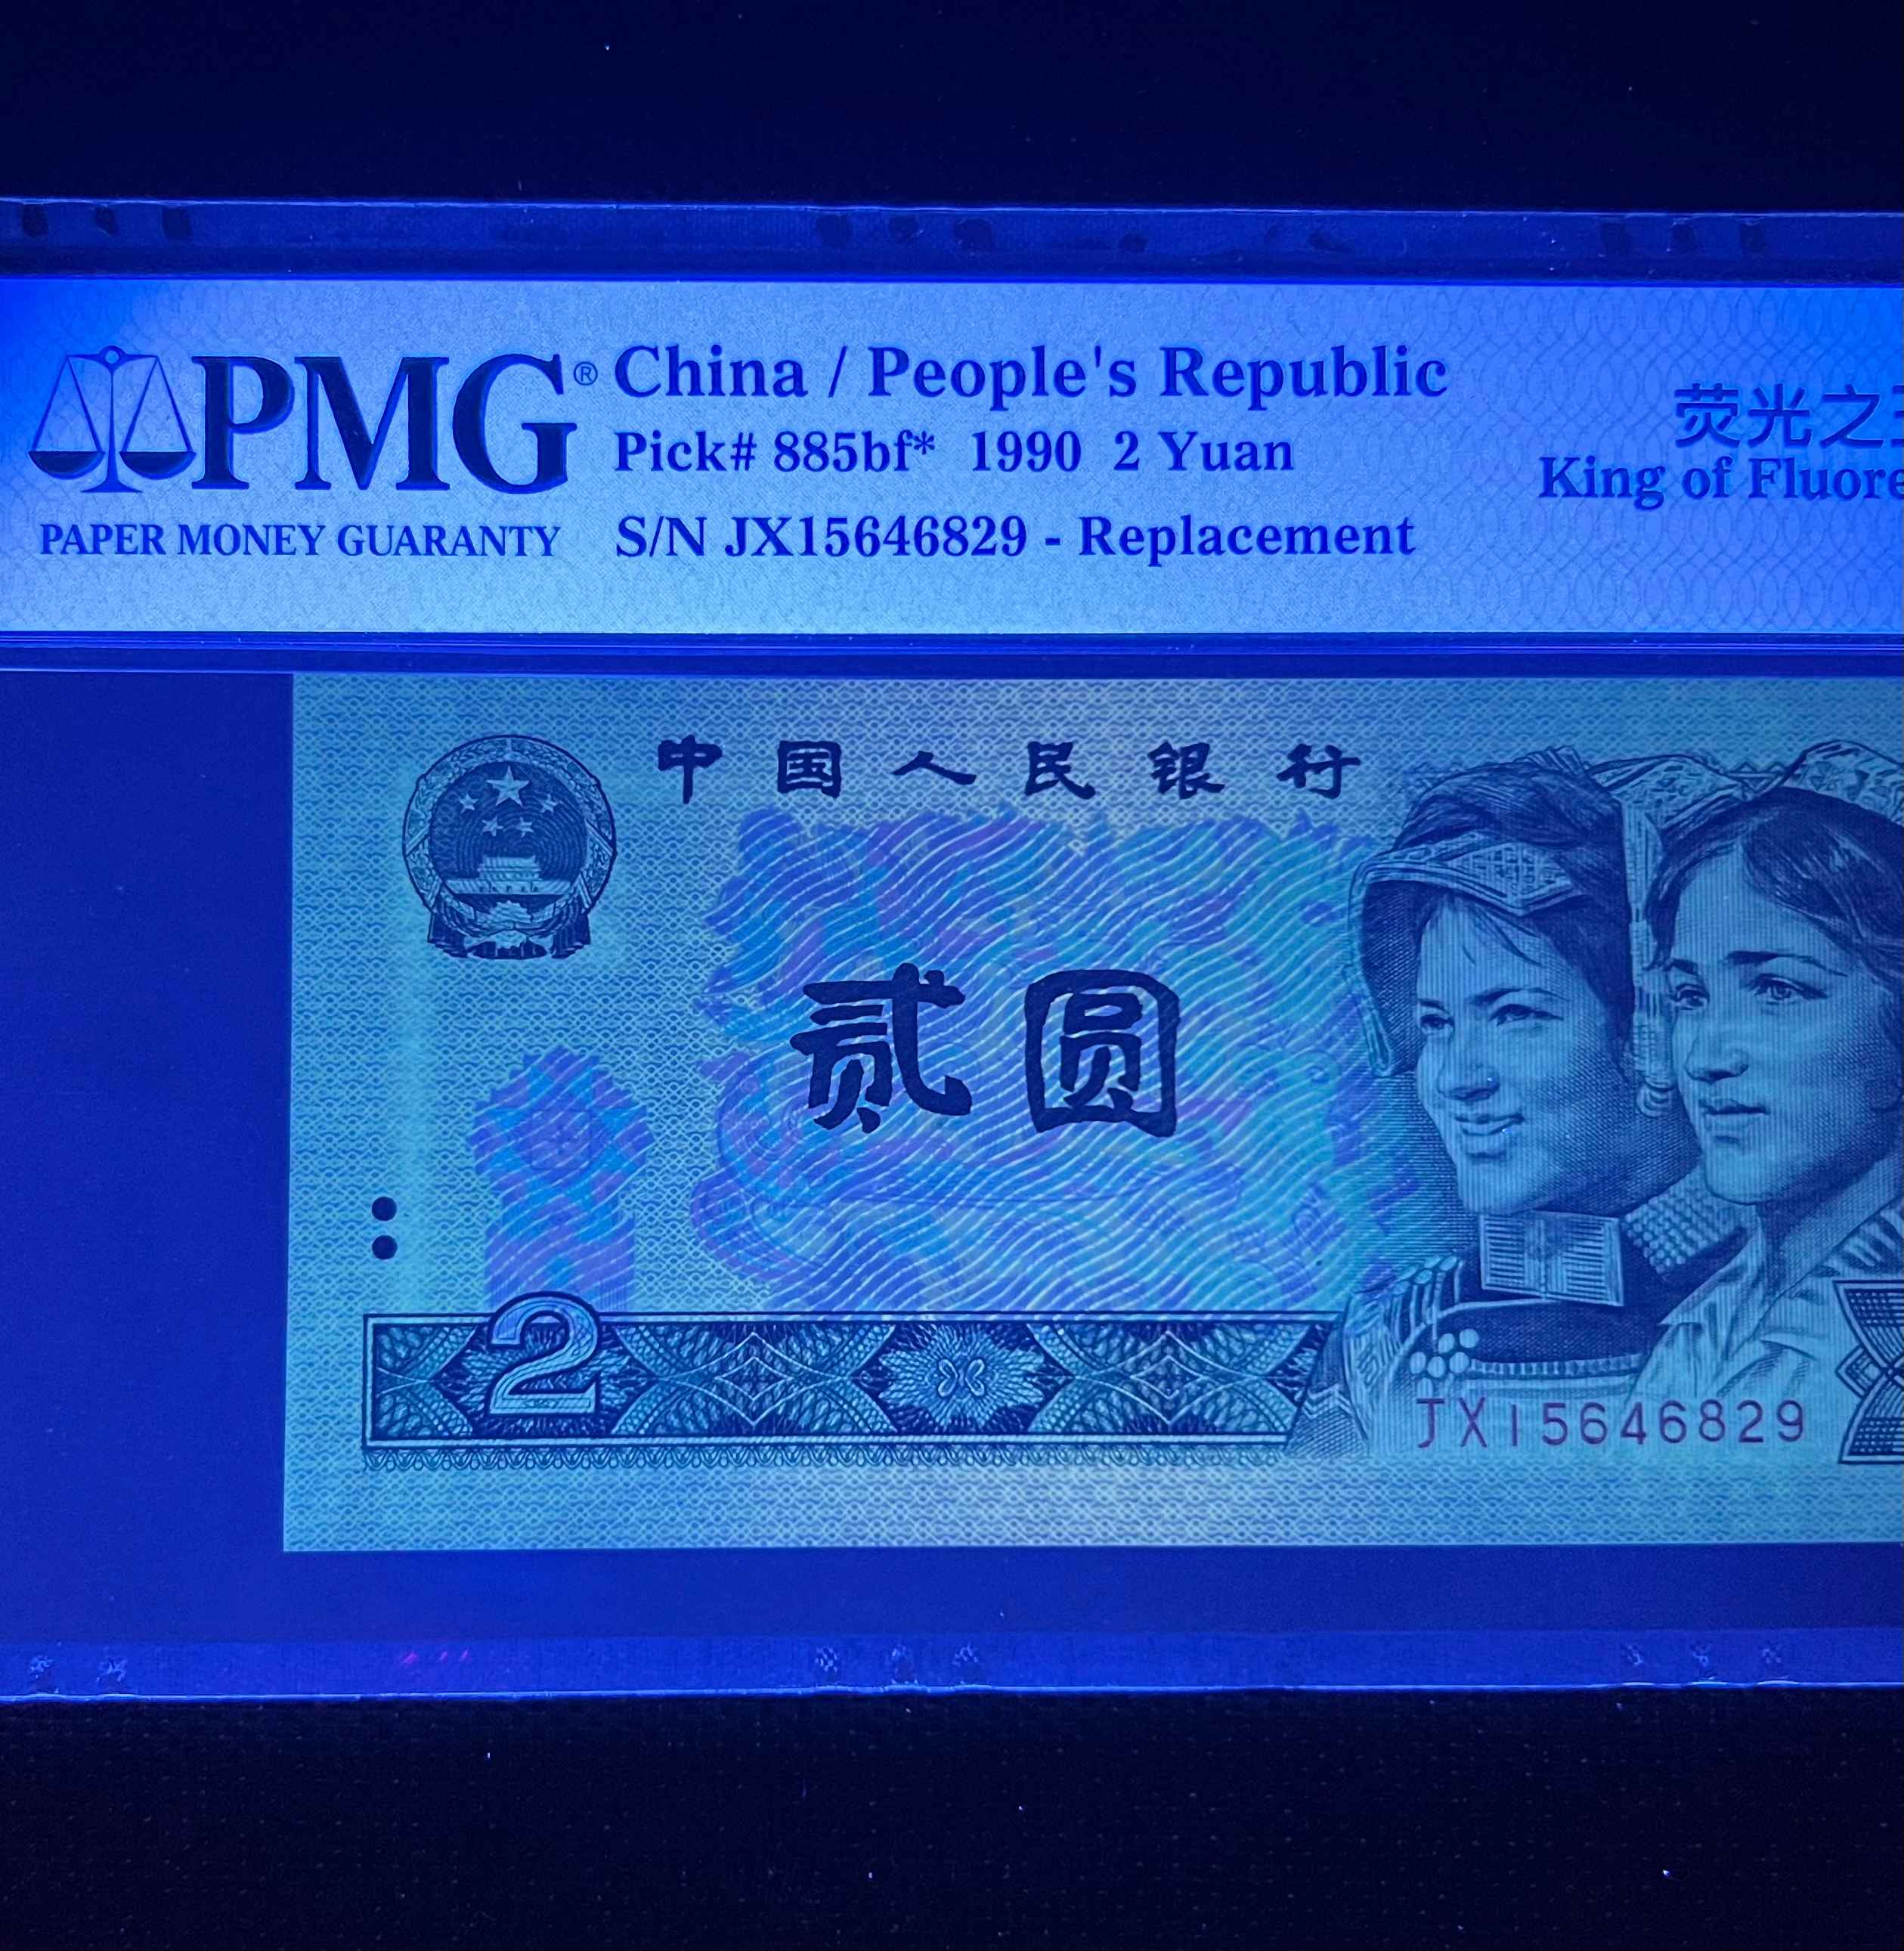 PMG®
PAPER MONEY GUARANTY
China / People's Republic
Pick# 885bf* 1990 2 Yuan
S/N JX15646829 - Replacement
荧光之
King of
中国人民银行
贰圆
2
JX15646829